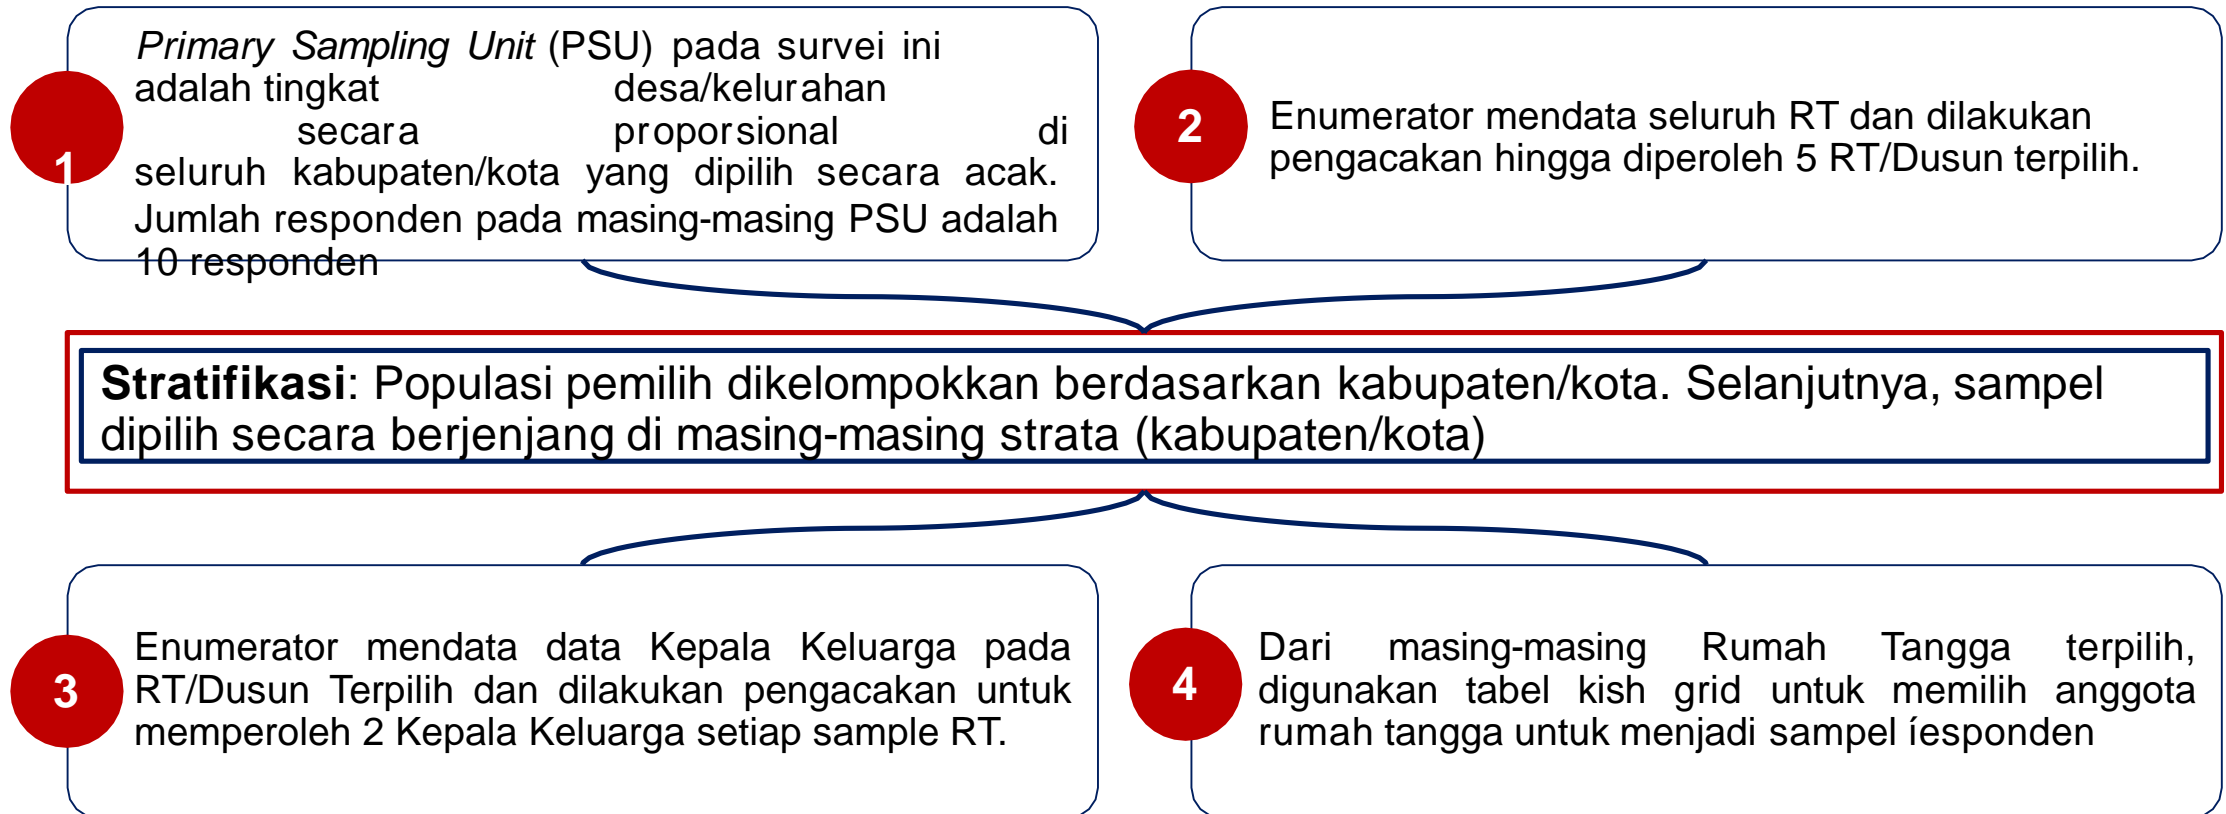 1
Primary Sampling Unit (PSU) pada survei ini
adalah tingkat desa/kelurahan
secara proporsional di
seluruh kabupaten/kota yang dipilih secara acak.
Jumlah responden pada masing-masing PSU adalah
10 responden
2
Enumerator mendata seluruh RT dan dilakukan
pengacakan hingga diperoleh 5 RT/Dusun terpilih.
Stratifikasi: Populasi pemilih dikelompokkan berdasarkan kabupaten/kota. Selanjutnya, sampel
dipilih secara berjenjang di masing-masing strata (kabupaten/kota)
3
Enumerator mendata data Kepala Keluarga pada
RT/Dusun Terpilih dan dilakukan pengacakan untuk
memperoleh 2 Kepala Keluarga setiap sample RT.
4
Dari masing-masing Rumah Tangga terpilih,
digunakan tabel kish grid untuk memilih anggota
rumah tangga untuk menjadi sampel íesponden